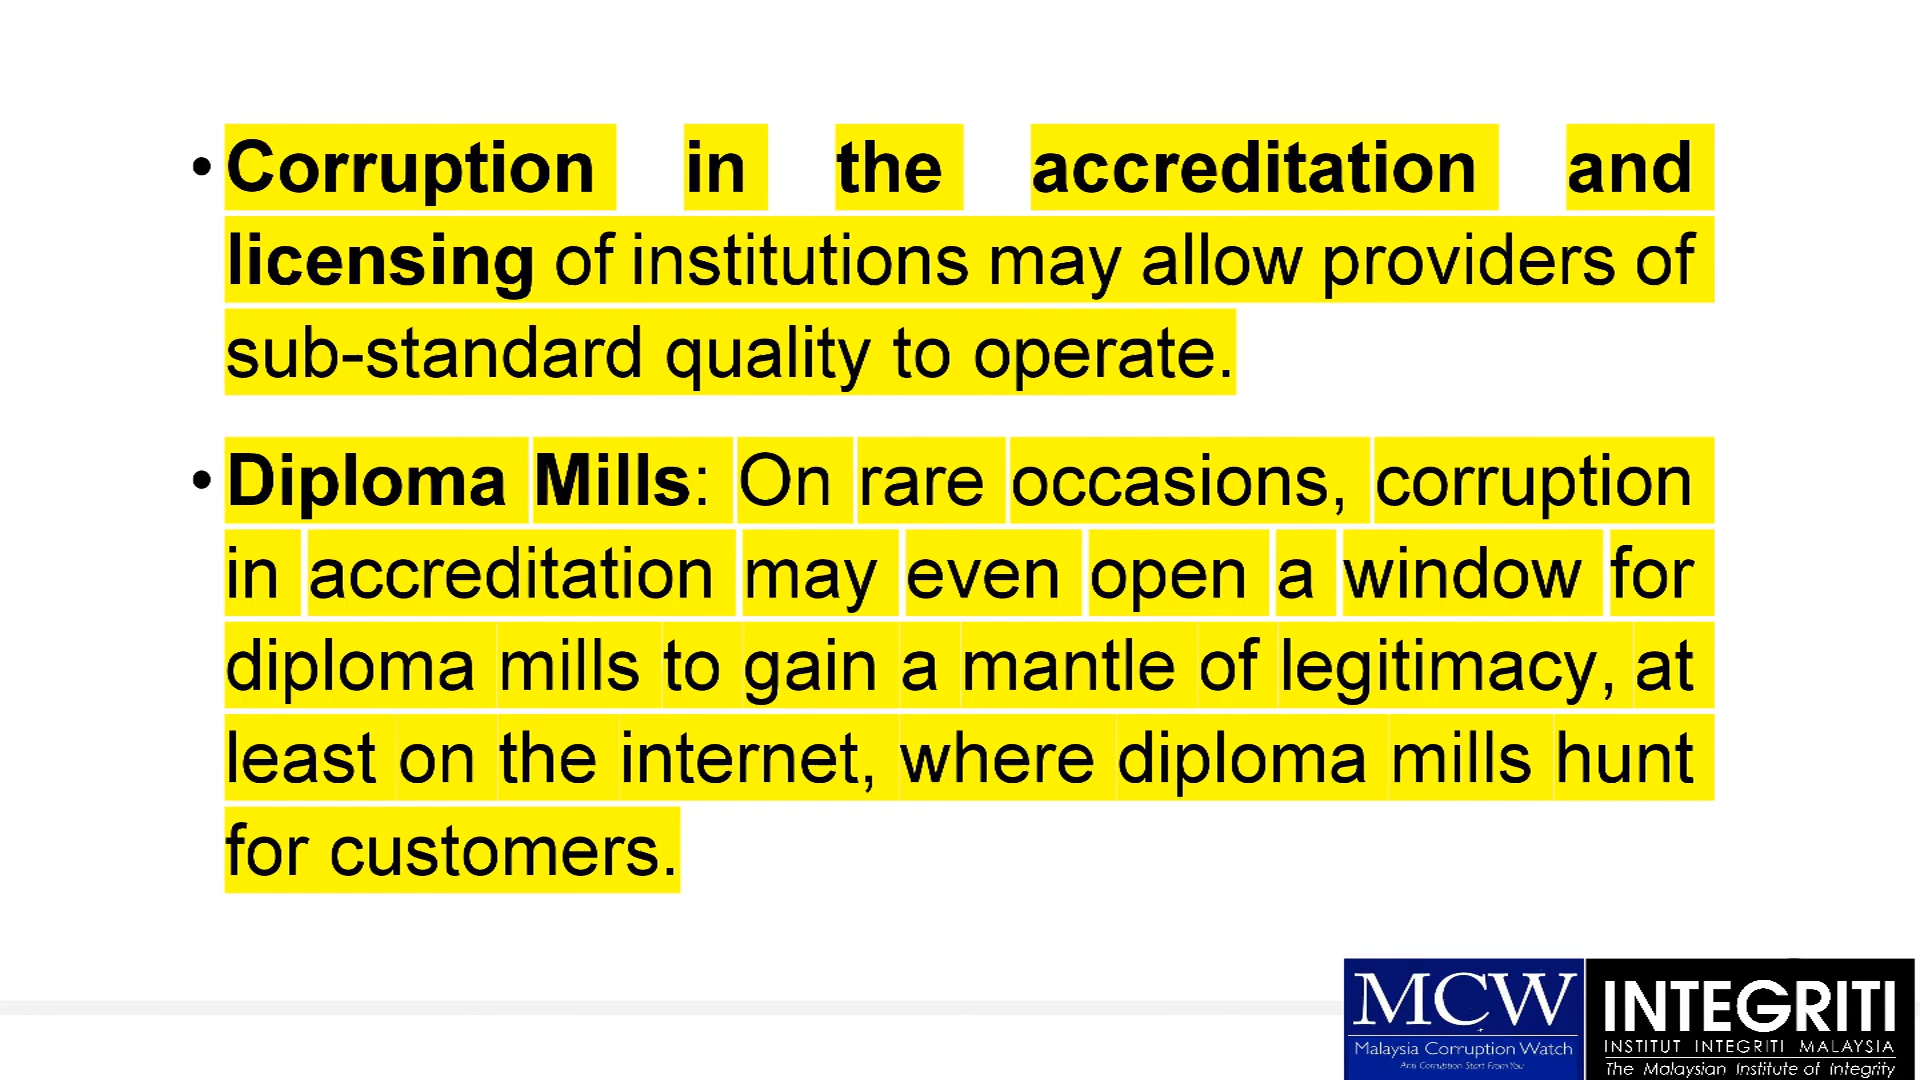 • Corruption in the accreditation and
licensing of institutions may allow providers of
sub-standard quality to operate.
• Diploma Mills: On rare occasions, corruption
in accreditation may even open a window for
diploma mills to gain a mantle of legitimacy, at
least on the internet, where diploma mills hunt
for customers.
MCW
Malaysia Corruption Watch
Anti Corruption Start From You
INTEGRITI
INSTITUT INTEGRITI MALAYSIA
The Malaysian Institute of Integrity